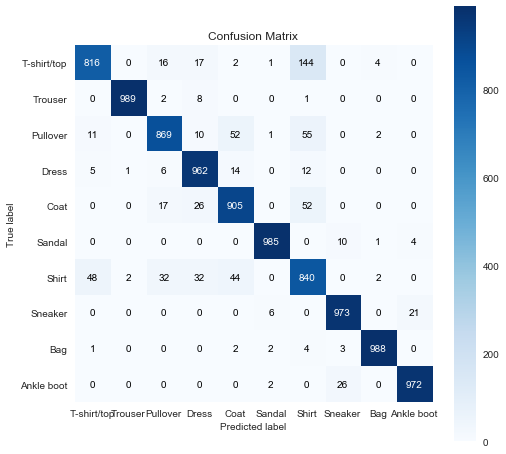 Confusion Matrix
T-shirt/top 816 0 16 17 2 1 144 0 4 0
Trouser 0 989 2 8 0 0 1 0 0 0
Pullover 11 0 869 10 52 1 55 0 2 0
Dress 5 1 6 962 14 0 12 0 0 0
Coat 0 0 17 26 905 0 52 0 0 0
Sandal 0 0 0 0 0 985 0 10 1 4
Shirt 48 2 32 32 44 0 840 0 2 0
Sneaker 0 0 0 0 0 6 0 973 0 21
Bag 1 0 0 0 2 2 4 3 988 0
Ankle boot 0 0 0 0 0 2 0 26 0 972
T-shirt/top Trouser Pullover Dress Coat Sandal Shirt Sneaker Bag Ankle boot
Predicted label
True label
800
600
400
200
0